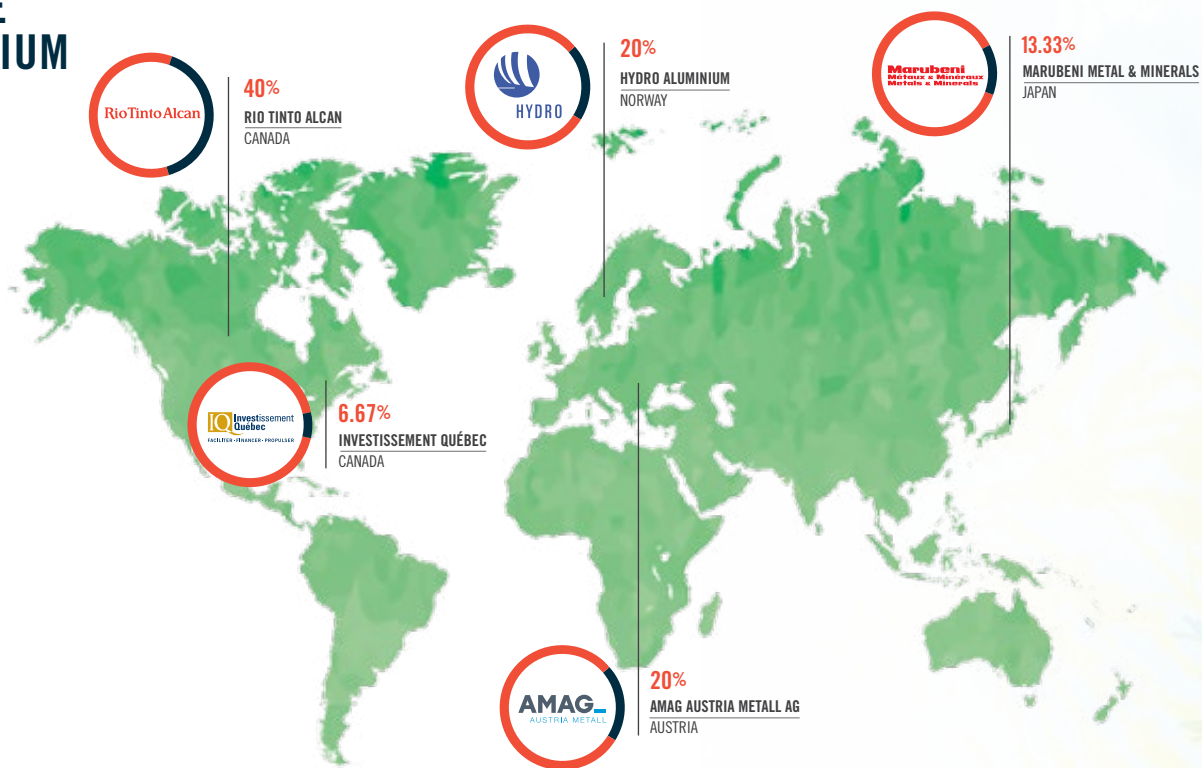 IUM
RioTintoAlcan
40%
RIO TINTO ALCAN
CANADA
HYDRO
20%
HYDRO ALUMINIUM
NORWAY
Marubeni
Métaux & Minéraux
Metals & Minerals
13.33%
MARUBENI METAL & MINERALS
JAPAN
IQ Investissement
Québec
FACILITER • FINANCER • PROPULSER
6.67%
INVESTISSEMENT QUÉBEC
CANADA
AMAG_
AUSTRIA METALL
20%
AMAG AUSTRIA METALL AG
AUSTRIA